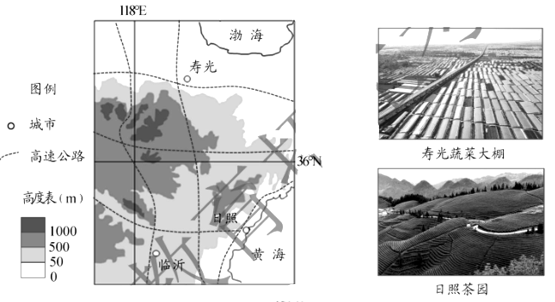 118°E
渤海
寿光
图例
城市
高速公路
36°N
高度表(m)
1000
500
50
0
日照
黄海
临沂
寿光蔬菜大棚
日照茶园